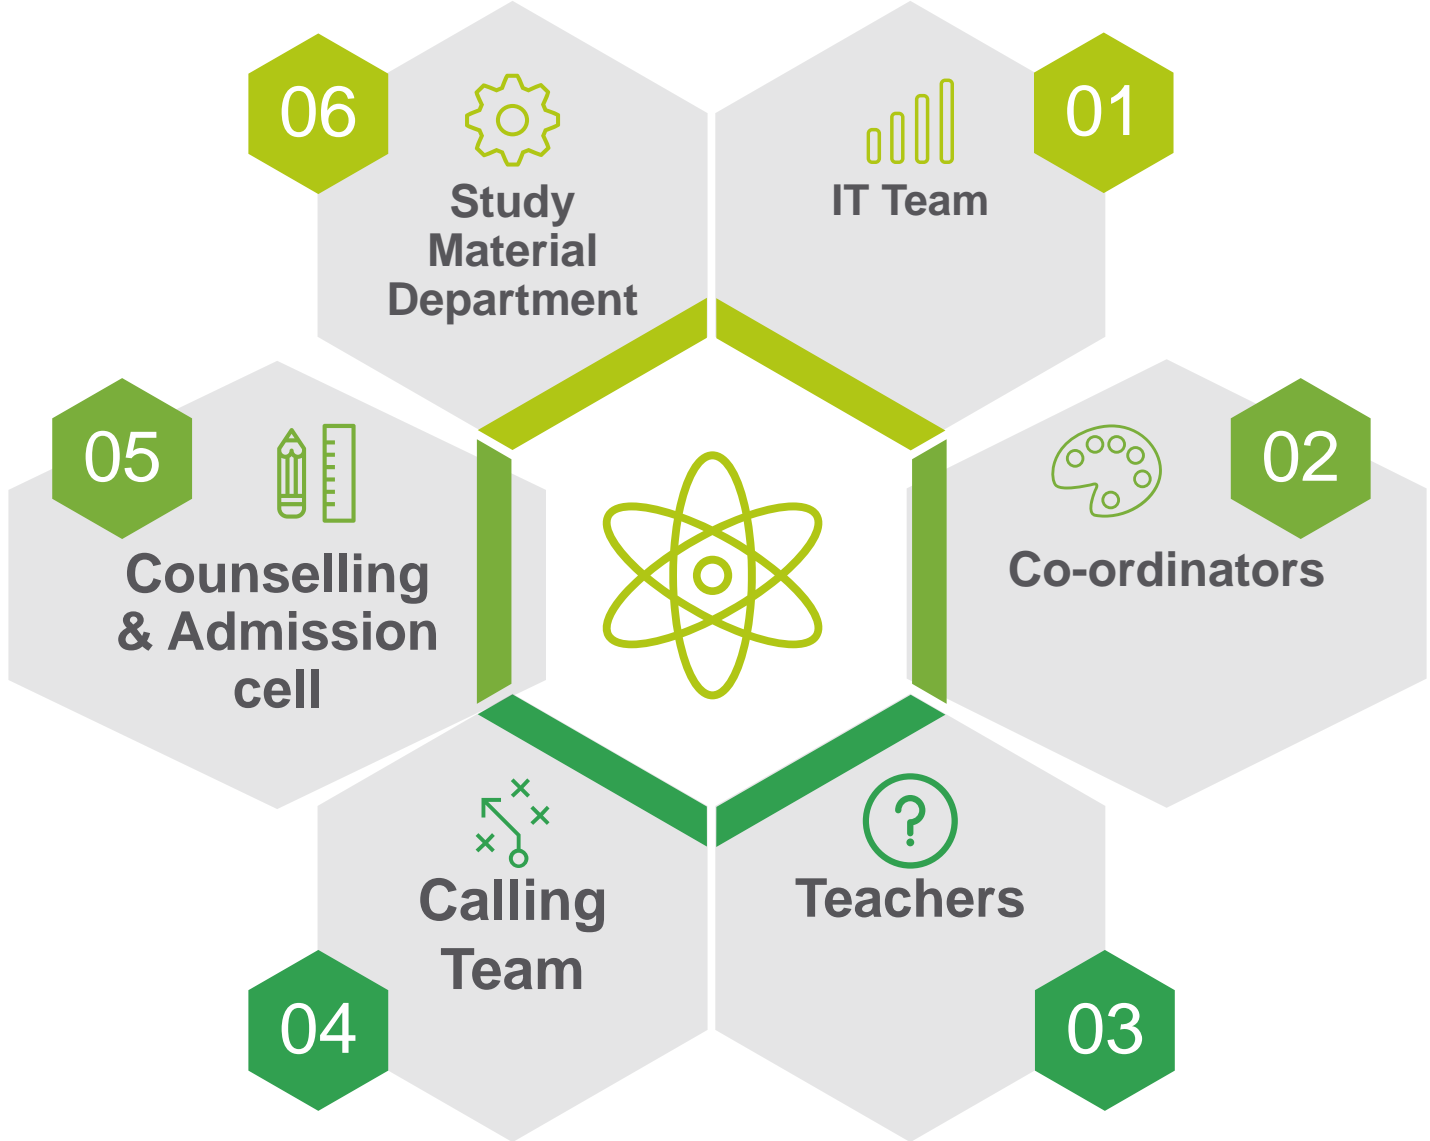 01
IT Team
02
Co-ordinators
03
Teachers
04
Calling
Team
05
Counselling
& Admission
cell
06
Study
Material
Department